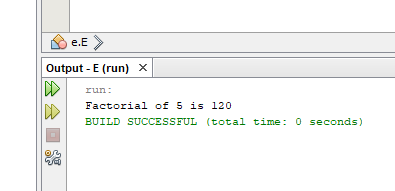 e.E
Output - E (run)
run:
Factorial of 5 is 120
BUILD SUCCESSFUL (total time: 0 seconds)